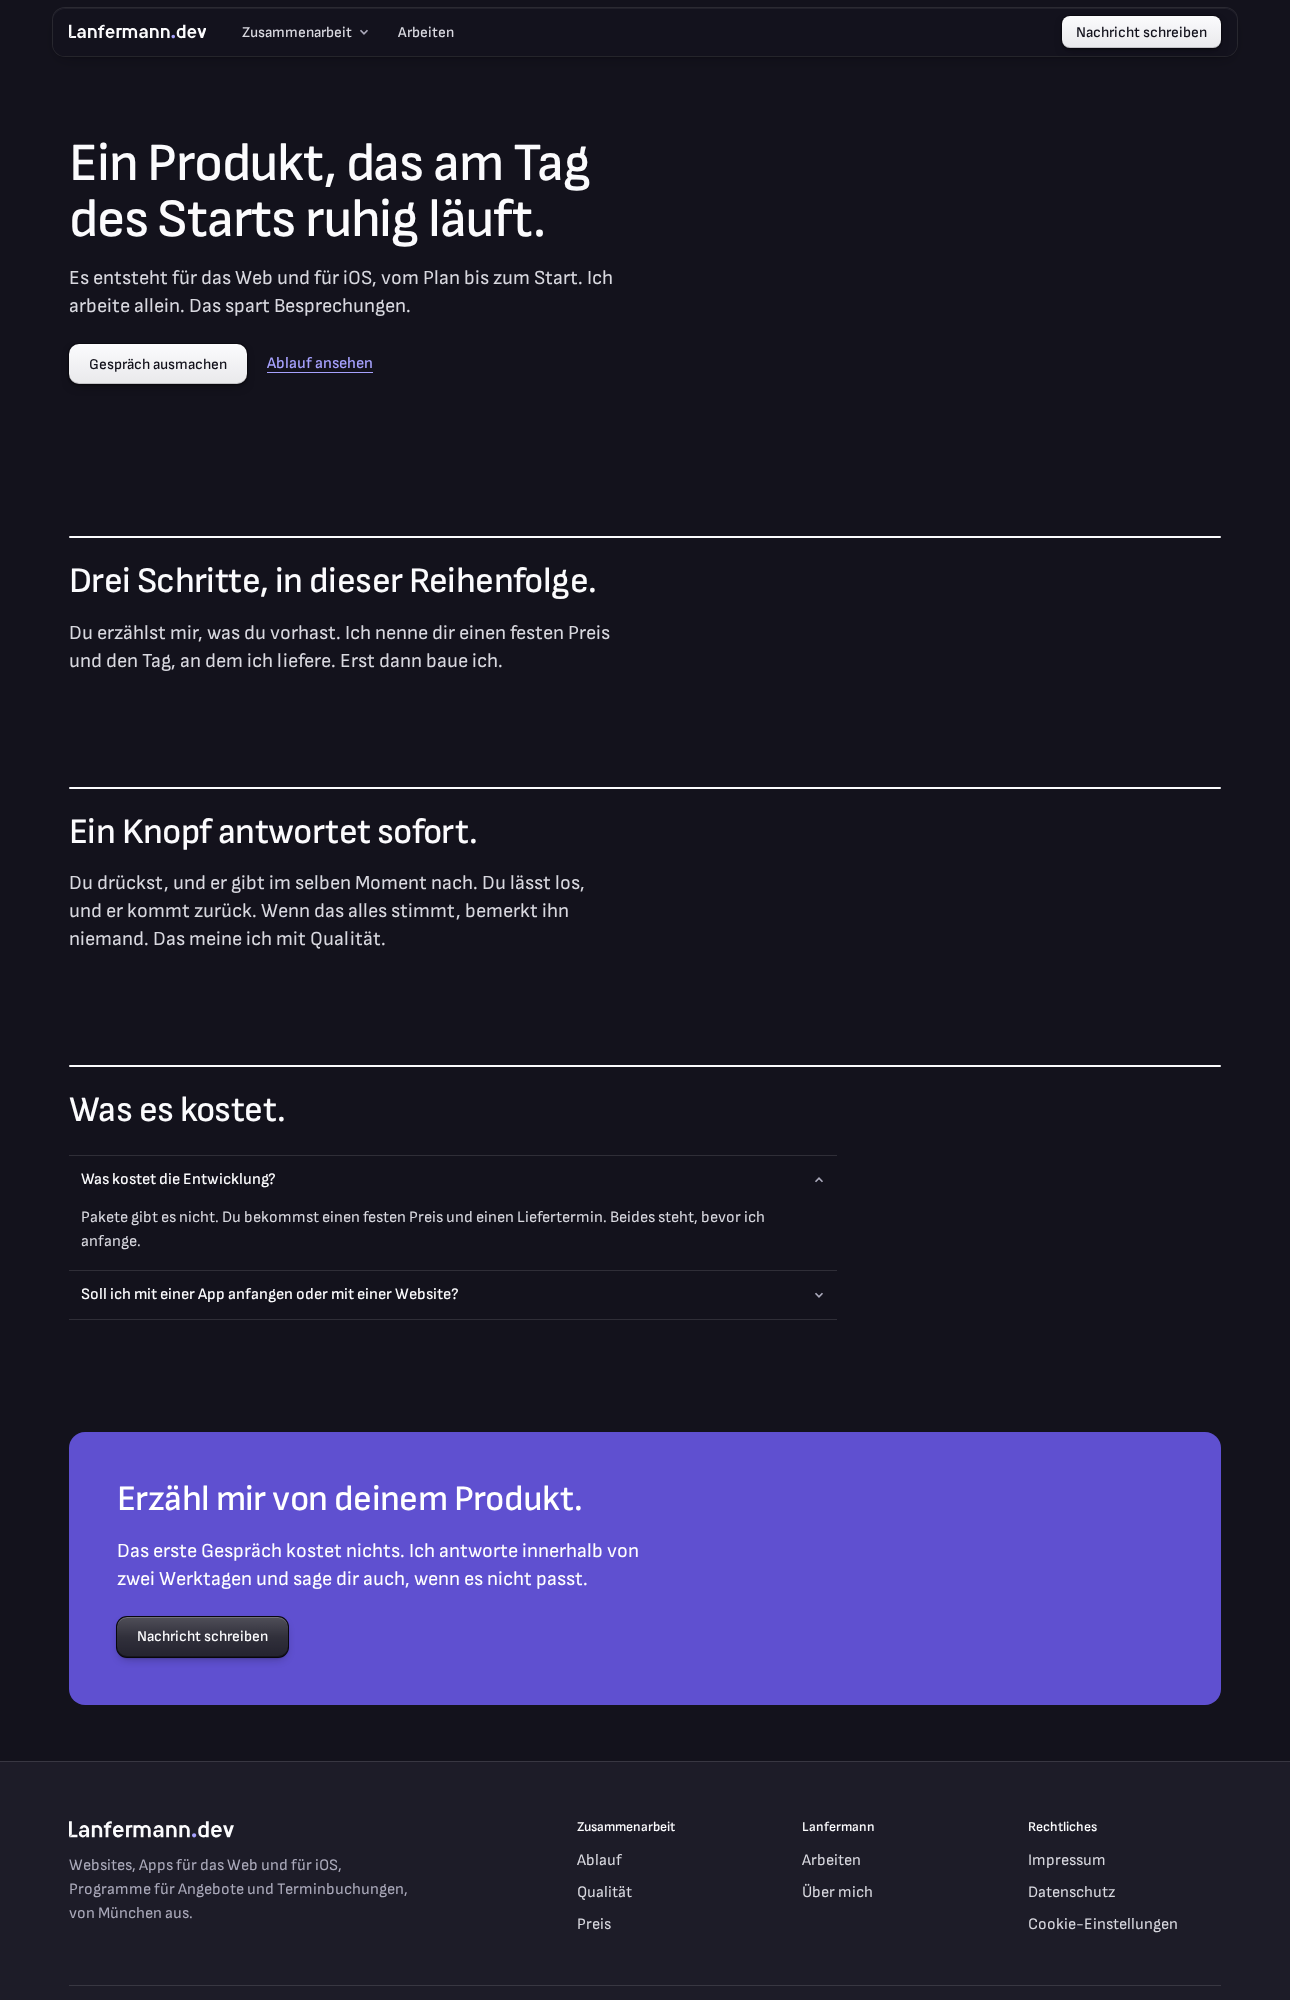 Lanfermann.dev
Zusammenarbeit
Arbeiten
Nachricht schreiben
Ein Produkt, das am Tag
des Starts ruhig läuft.
Es entsteht für das Web und für iOS, vom Plan bis zum Start. Ich
arbeite allein. Das spart Besprechungen.
Gespräch ausmachen
Ablauf ansehen
Drei Schritte, in dieser Reihenfolge.
Du erzählst mir, was du vorhast. Ich nenne dir einen festen Preis
und den Tag, an dem ich liefere. Erst dann baue ich.
Ein Knopf antwortet sofort.
Du drückst, und er gibt im selben Moment nach. Du lässt los,
und er kommt zurück. Wenn das alles stimmt, bemerkt ihn
niemand. Das meine ich mit Qualität.
Was es kostet.
Was kostet die Entwicklung?
Pakete gibt es nicht. Du bekommst einen festen Preis und einen Liefertermin. Beides steht, bevor ich
anfange.
Soll ich mit einer App anfangen oder mit einer Website?
Erzähl mir von deinem Produkt.
Das erste Gespräch kostet nichts. Ich antworte innerhalb von
zwei Werktagen und sage dir auch, wenn es nicht passt.
Nachricht schreiben
Lanfermann.dev
Websites, Apps für das Web und für iOS,
Programme für Angebote und Terminbuchungen,
von München aus.
Zusammenarbeit
Ablauf
Qualität
Preis
Lanfermann
Arbeiten
Über mich
Rechtliches
Impressum
Datenschutz
Cookie-Einstellungen